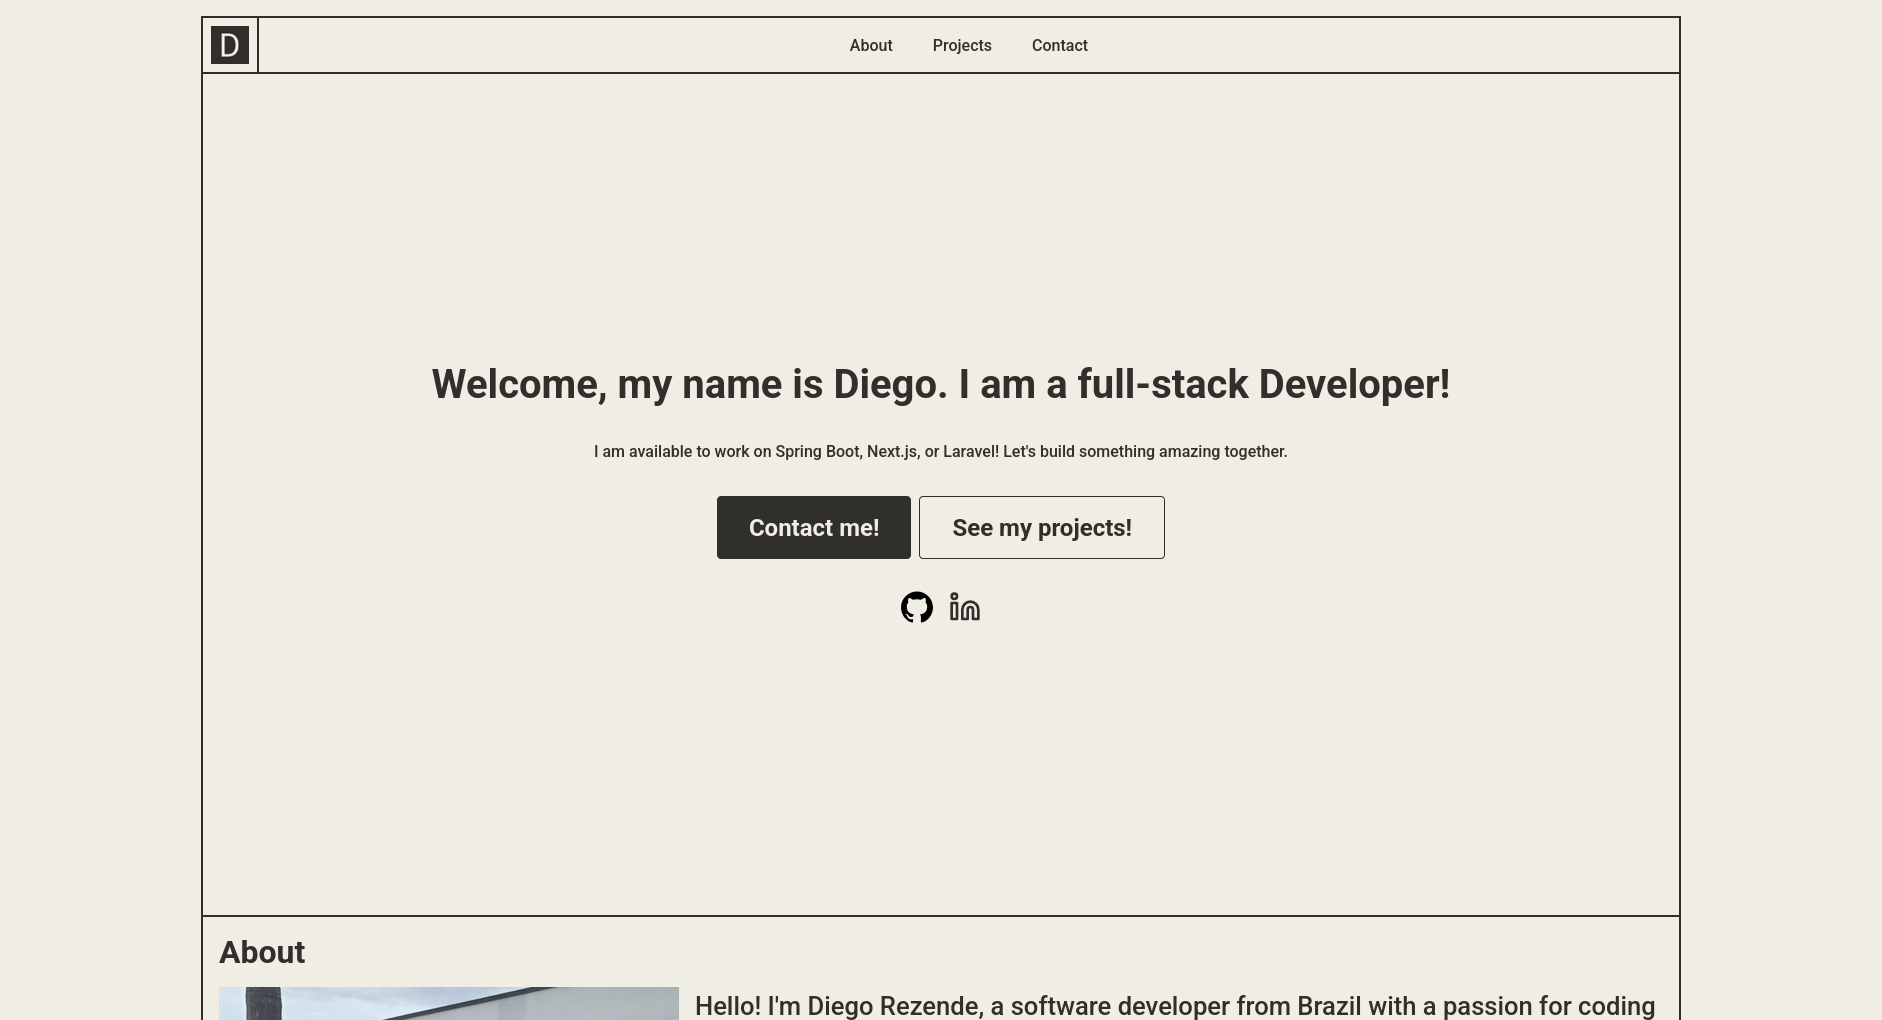 D
About Projects Contact
Welcome, my name is Diego. I am a full-stack Developer!
I am available to work on Spring Boot, Next.js, or Laravel! Let's build something amazing together.
Contact me! See my projects!
in
About
Hello! I'm Diego Rezende, a software developer from Brazil with a passion for coding